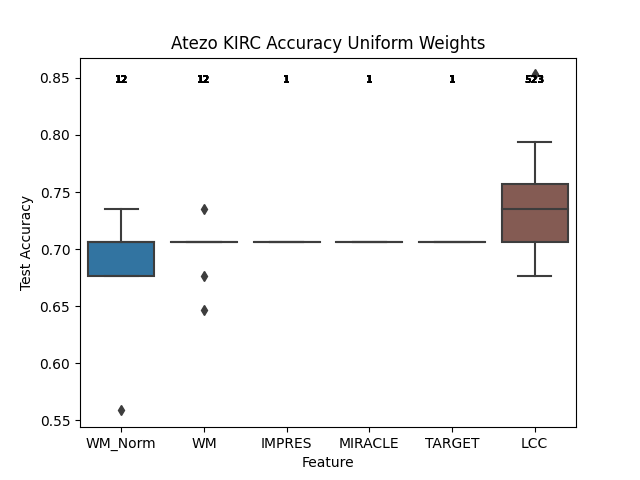 Atezo KIRC Accuracy Uniform Weights
0.85
12 12 1 1 1 523
0.80
0.75
0.70
0.65
0.60
0.55
Test Accuracy
WM_Norm WM IMPRES MIRACLE TARGET LCC
Feature